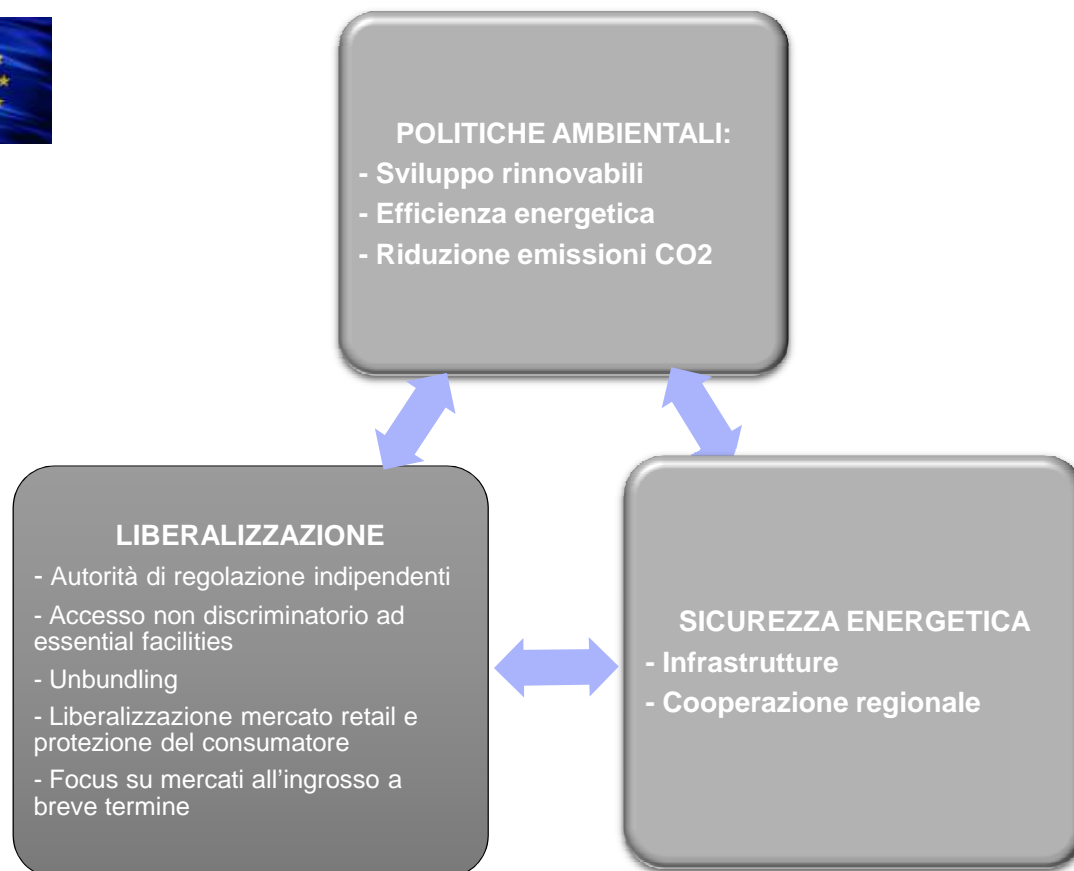 POLITICHE AMBIENTALI:
- Sviluppo rinnovabili
- Efficienza energetica
- Riduzione emissioni CO2
LIBERALIZZAZIONE
- Autorità di regolazione indipendenti
- Accesso non discriminatorio ad
essential facilities
- Unbundling
- Liberalizzazione mercato retail e
protezione del consumatore
- Focus su mercati all'ingrosso a
breve termine
SICUREZZA ENERGETICA
- Infrastrutture
- Cooperazione regionale